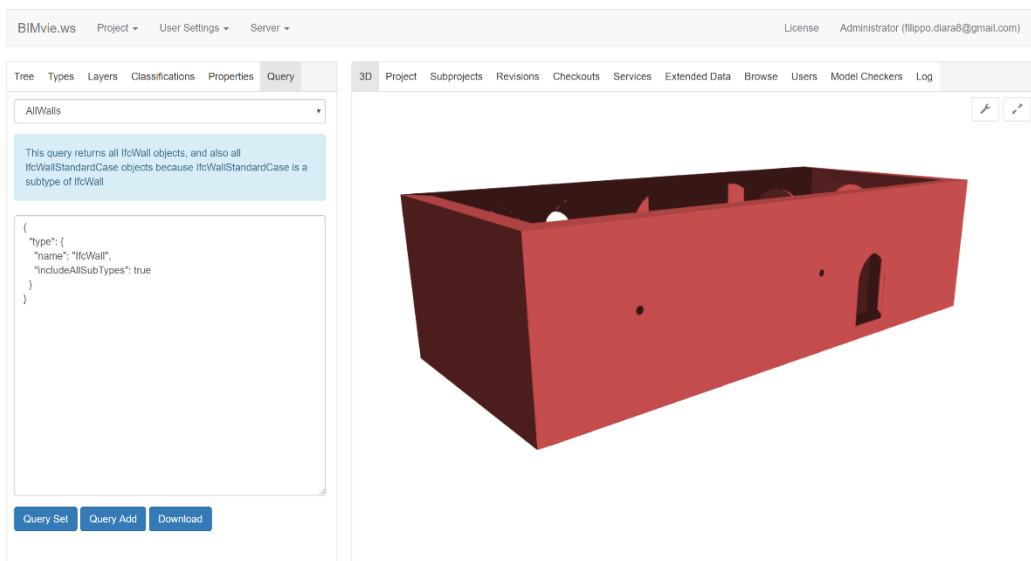 BIMvie.ws Project User Settings Server License Administrator (filippo.diara8@gmail.com)
Tree Types Layers Classifications Properties Query
3D Project Subprojects Revisions Checkouts Services Extended Data Browse Users Model Checkers Log
AllWalls
This query returns all IfcWall objects, and also all
IfcWallStandardCase objects because IfcWallStandardCase is a
subtype of IfcWall
{
"type": {
"name": "IfcWall",
"includeAllSubTypes": true
}
}
Query Set Query Add Download